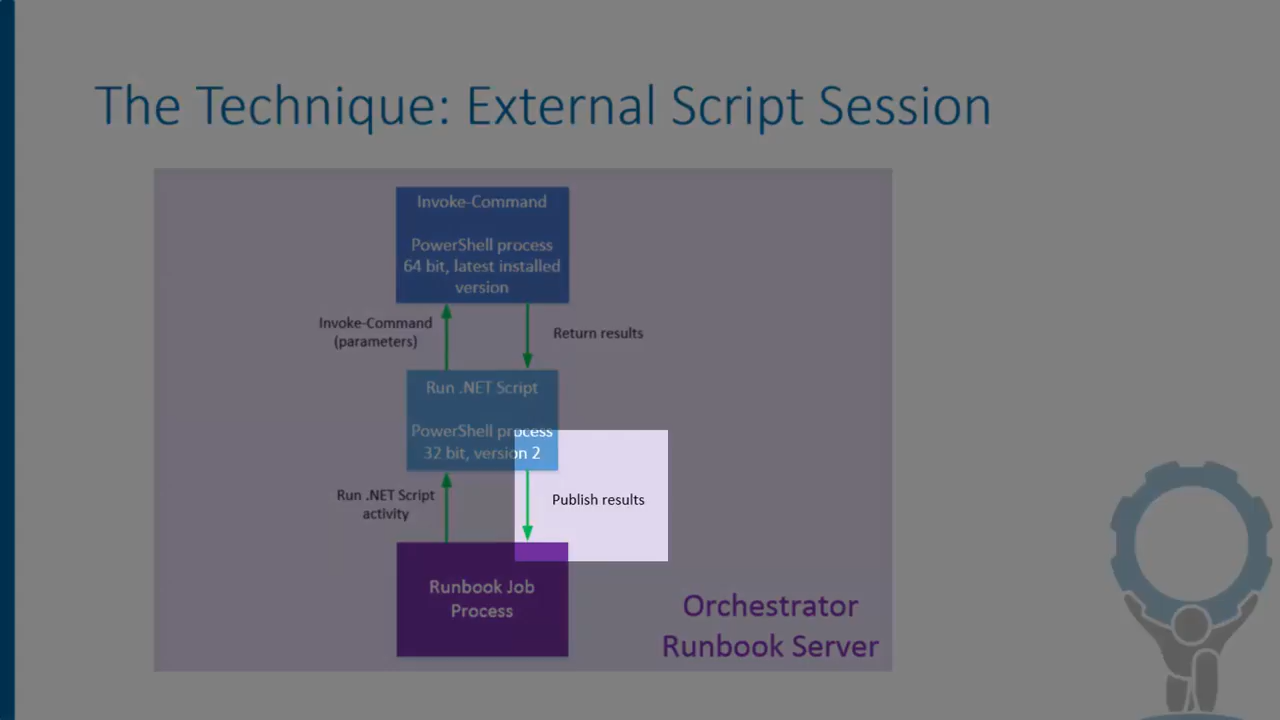 The Technique: External Script Session
Invoke-Command
PowerShell process
64 bit, latest installed
version
Invoke-Command
(parameters)
Return results
Run .NET Script
PowerShell process
32 bit, version 2
Run .NET Script
activity
Publish results
Runbook Job
Process
Orchestrator
Runbook Server